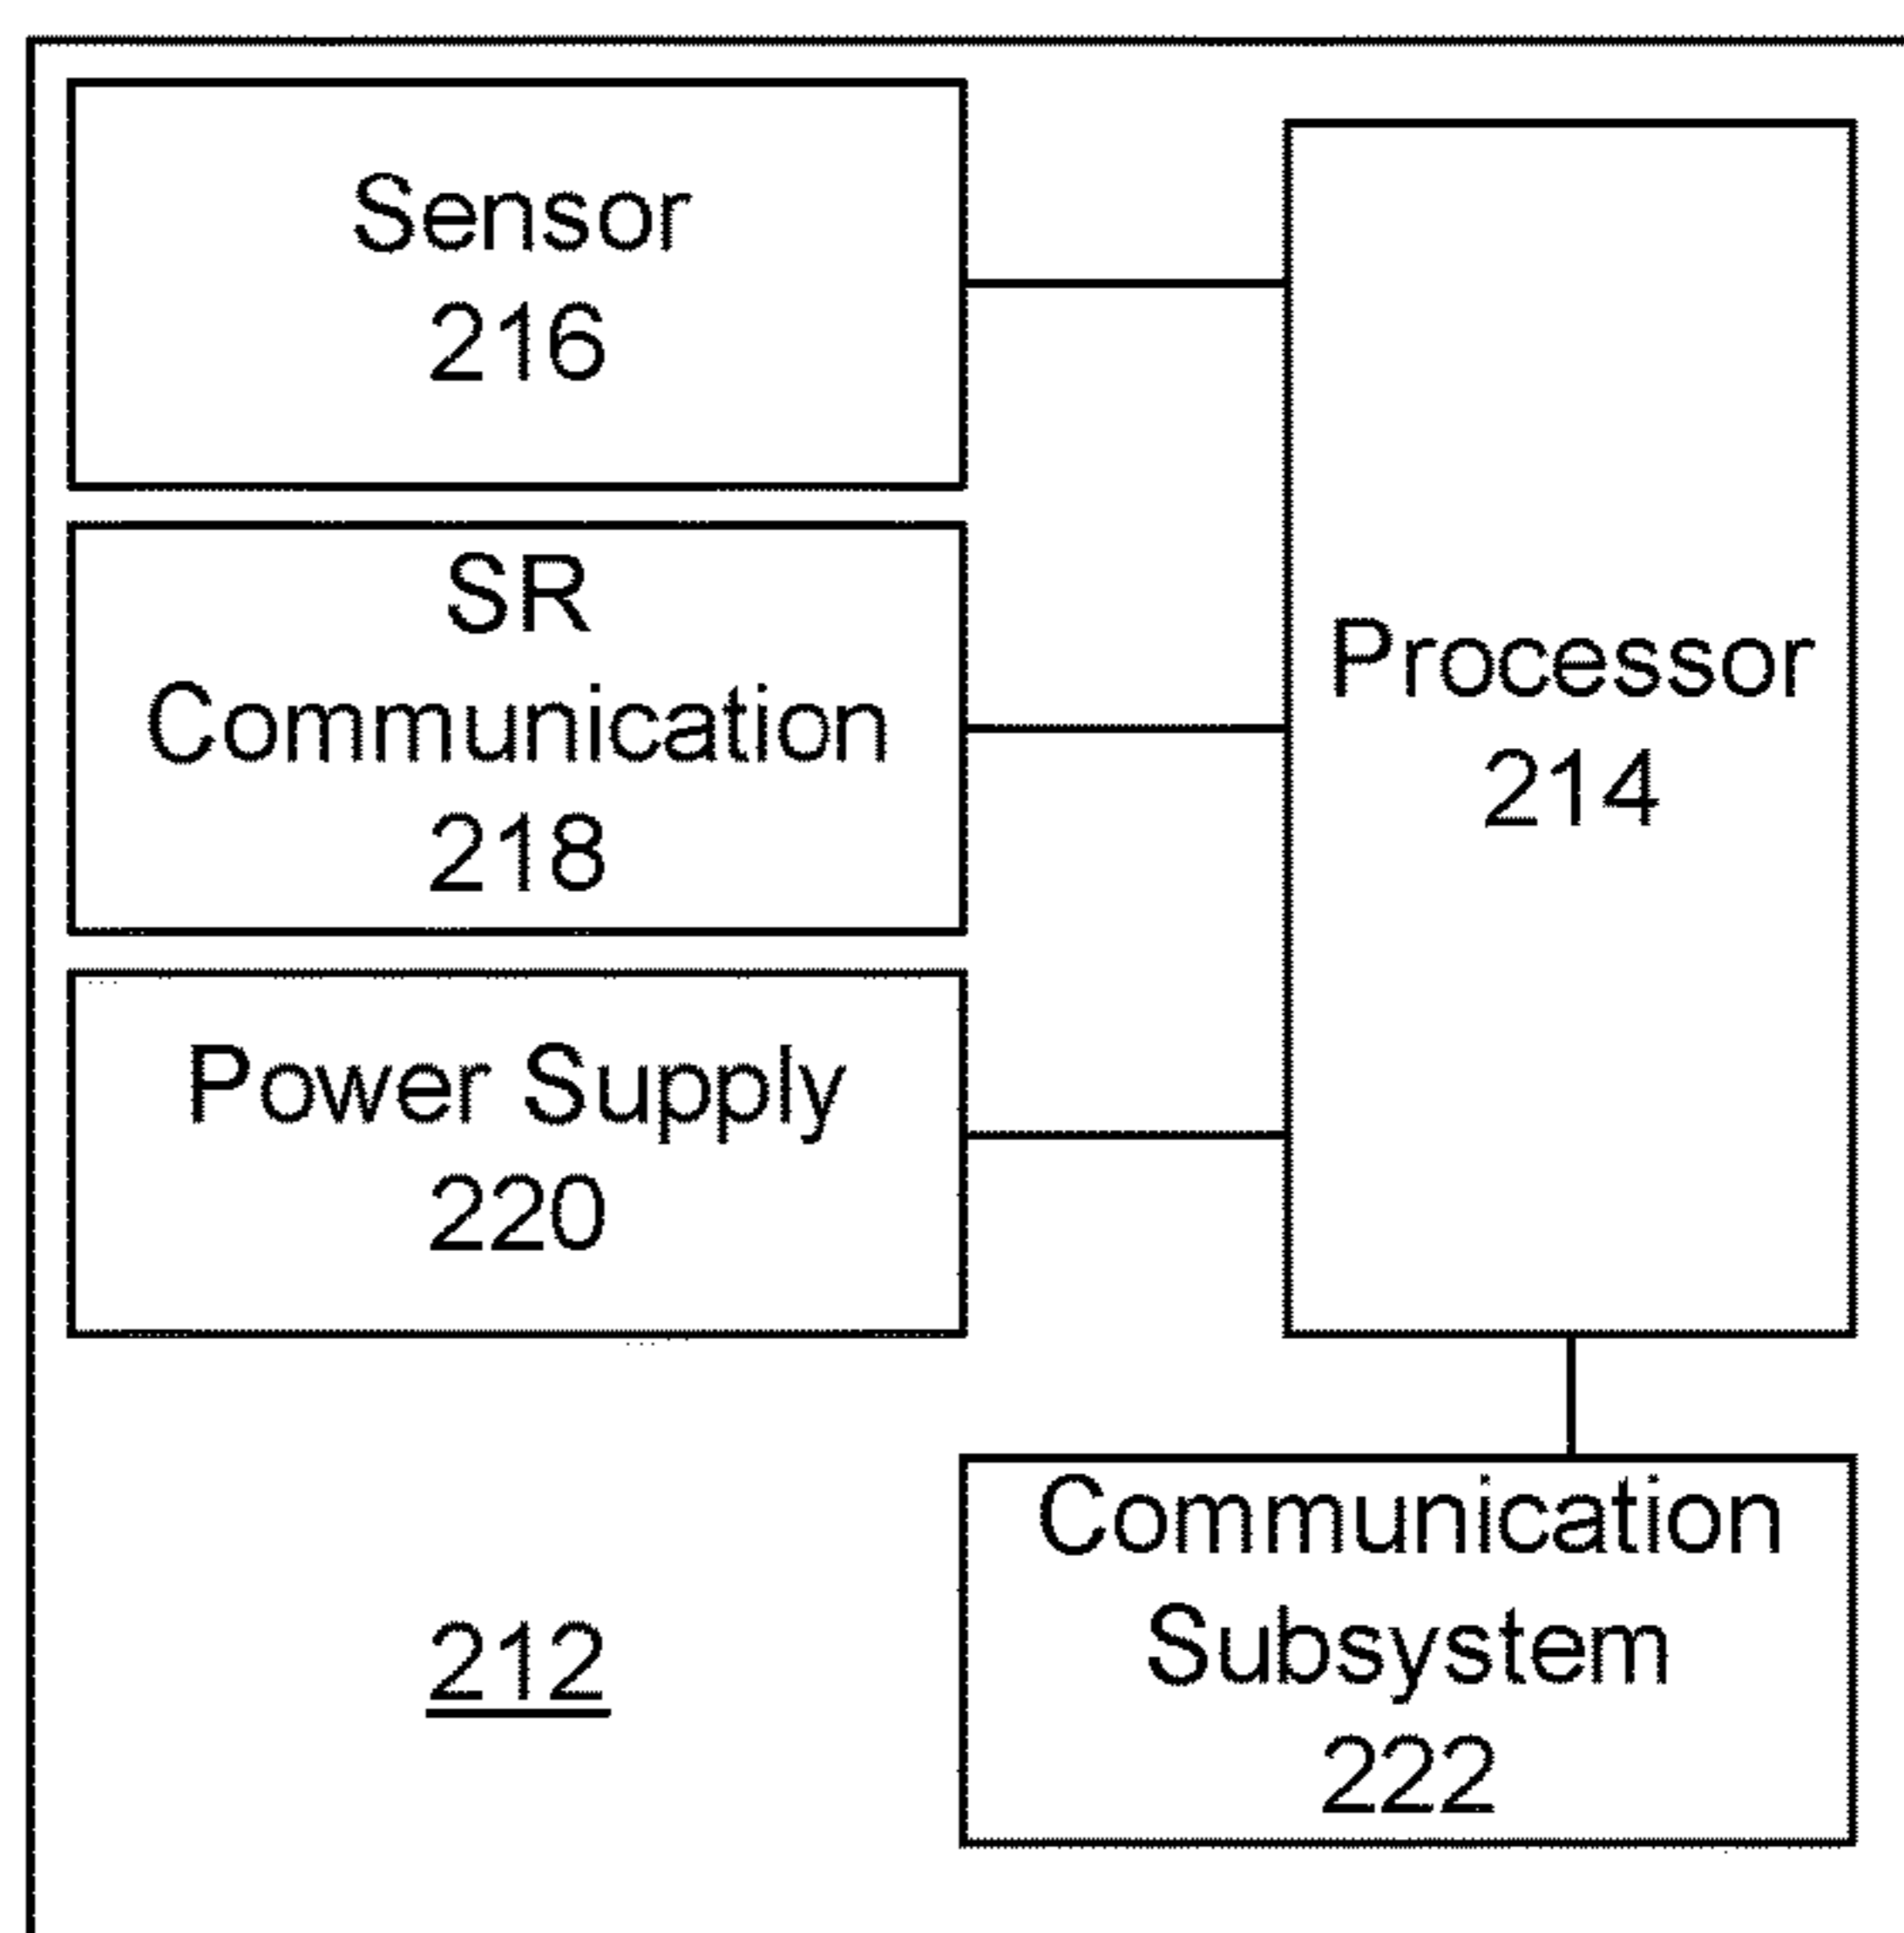 Sensor
216
SR
Communication
218
Power Supply
220
Processor
214
Communication
Subsystem
222
212